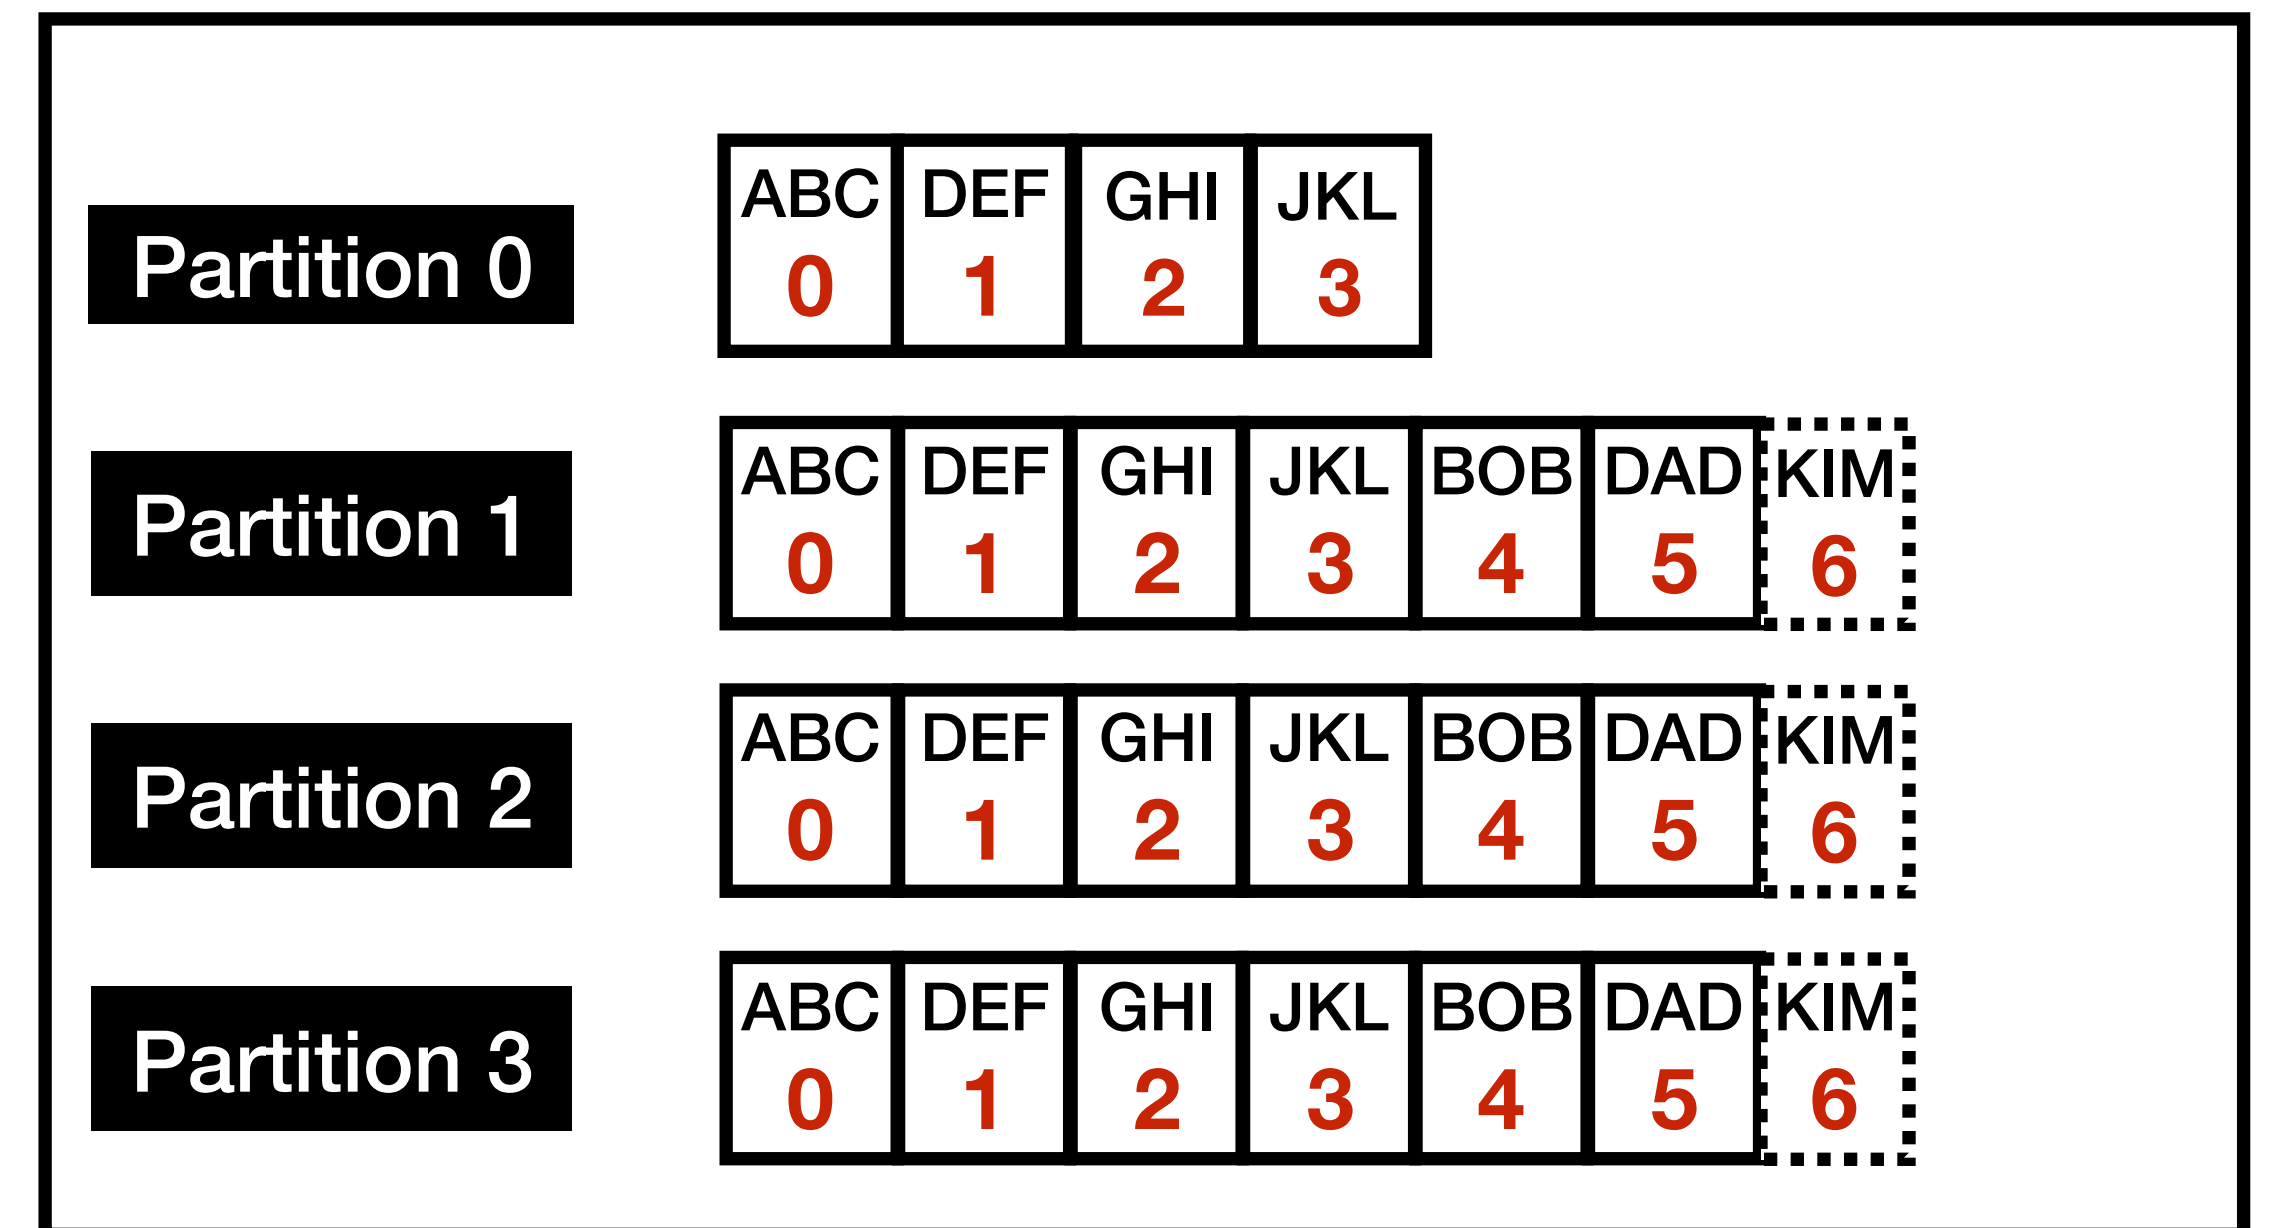 Partition 0
ABC DEF GHI JKL
0 1 2 3
Partition 1
ABC DEF GHI JKL BOB DAD KIM
0 1 2 3 4 5 6
Partition 2
ABC DEF GHI JKL BOB DAD KIM
0 1 2 3 4 5 6
Partition 3
ABC DEF GHI JKL BOB DAD KIM
0 1 2 3 4 5 6